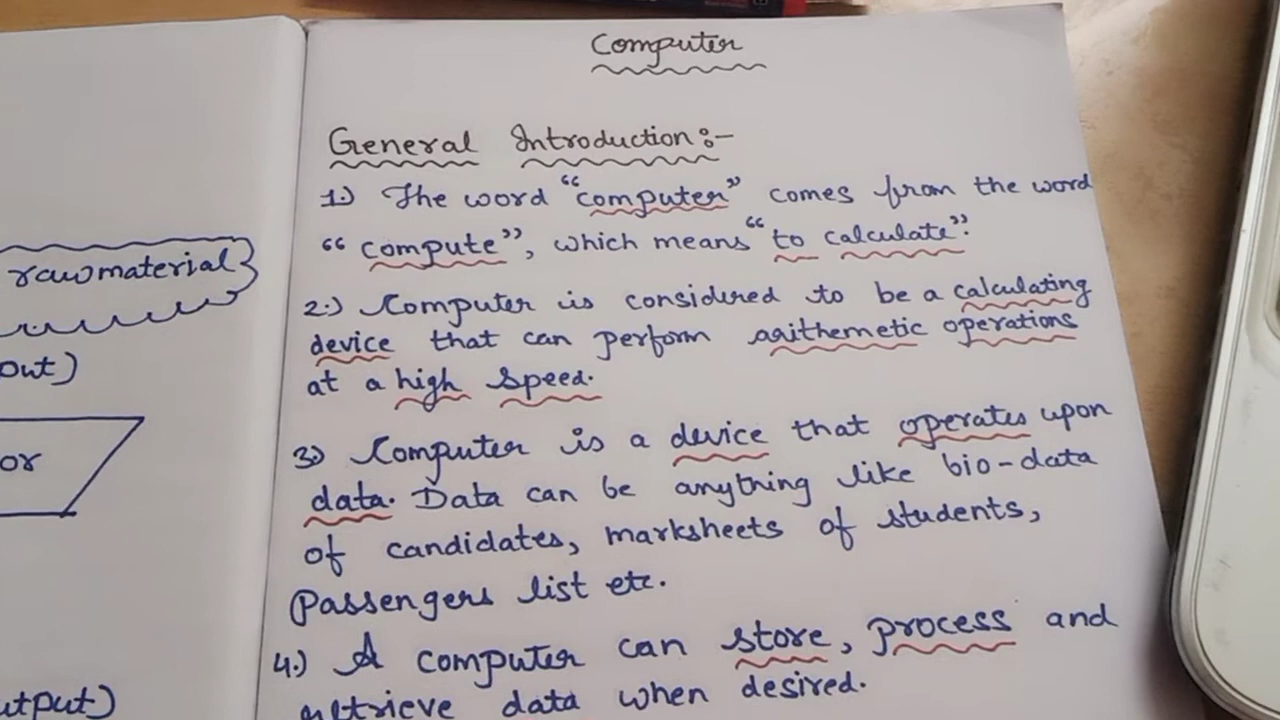 raw material
out)
or
utput)
Computer
General Introduction:-
1.) The word "computer" comes from the word
"compute", which means "to calculate".
2.) Computer is considered to be a calculating
device that can perform arithemetic operations
at a high speed.
3) Computer is a device that operates upon
data. Data can be anything like bio-data
of candidates, marksheets of students,
passengers list etc.
4.) A computer can store, process and
retrieve data when desired.